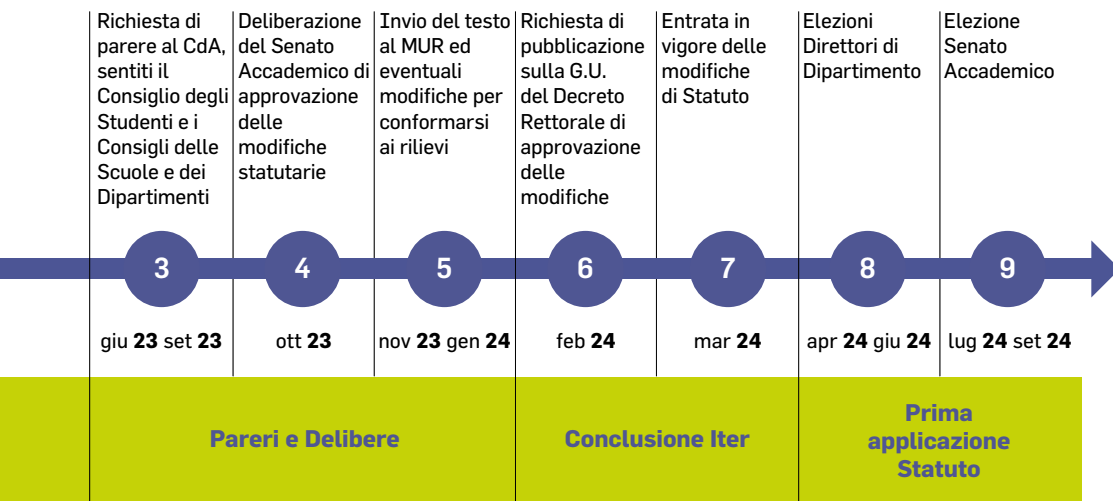 Richiesta di
parere al CdA,
sentiti il
Consiglio degli
Studenti e i
Consigli delle
Scuole e dei
Dipartimenti
Deliberazione
del Senato
Accademico di
approvazione
delle
modifiche
statutarie
Invio del testo
al MUR ed
eventuali
modifiche per
conformarsi
ai rilievi
Richiesta di
pubblicazione
sulla G.U.
del Decreto
Rettorale di
approvazione
delle
modifiche
Entrata in
vigore delle
modifiche
di Statuto
Elezioni
Direttori di
Dipartimento
Elezione
Senato
Accademico
3
4
5
6
7
8
9
giu 23 set 23
ott 23
nov 23 gen 24
feb 24
mar 24
apr 24 giu 24
lug 24 set 24
Pareri e Delibere
Conclusione Iter
Prima
applicazione
Statuto